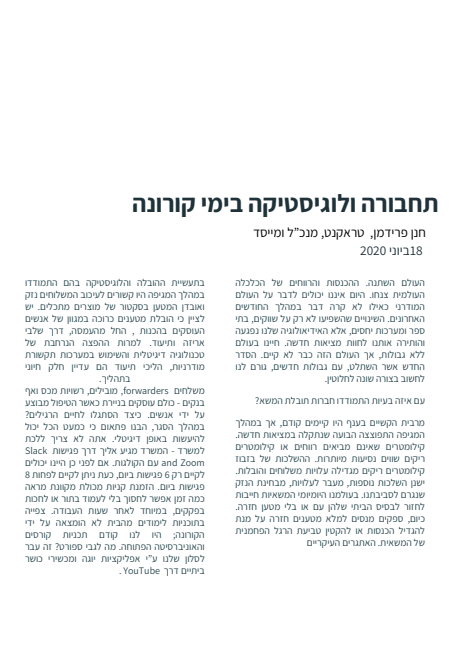 תחבורה ולוגיסטיקה בימי קורונה
חנן פרידמן, טראקנט, מנכ"ל ומייסד
18ביוני 2020
העולם השתנה. ההכנסות והרווחים של הכלכלה
העולמית צנחו. היום איננו יכולים לדבר על העולם
המודרני כאילו לא קרה דבר במהלך החודשים
האחרונים. השינויים שהשפיעו לא רק על שווקים, בתי
ספר ומערכות יחסים, אלא האידיאולוגיה שלנו נפגעה
והותירה אותנו לחוות מציאות חדשה. חיינו בעולם
ללא גבולות, אך העולם הזה כבר לא קיים. הסדר
החדש אשר השתלט, עם גבולות חדשים, גורם לנו
לחשוב בצורה שונה לחלוטין.
עם איזה בעיות התמודדו חברות תובלת המשא?
מרבית הקשיים בענף היו קיימים קודם, אך במהלך
המגיפה התפוצצה הבועה שנתקלה במציאות חדשה.
קילומטרים שאינם מביאים רווחים או קילומטרים
ריקים שווים נסיעות מיותרות. ההשלכות של בזבוז
קילומטרים ריקים מגדילה עלויות משלוחים והובלות.
ישנן השלכות נוספות, מעבר לעלויות, מבחינת הנזק
שנגרם לסביבתנו. בעולמנו היומיומי המשאיות חייבות
לחזור לבסיס הביתי שלהן עם או בלי מטען חזרה.
כיום, ספקים מנסים למלא מטענים חזרה על מנת
להגדיל הכנסות או להקטין טביעת הרגל הפחמנית
של המשאית. האתגרים העיקריים
בתעשיית ההובלה והלוגיסטיקה בהם התמודדו
במהלך המגיפה היו קשורים לעיכוב המשלוחים נזק
ואובדן המטען בסקטור של מוצרים מתכלים. יש
לציין כי הובלת מטענים כרוכה במגוון של אנשים
העוסקים בהכנות , החל מהעמסה, דרך שלבי
אריזה ותיעוד. למרות ההפצה הנרחבת של
טכנולוגיה דיגיטלית והשימוש במערכות תקשורת
מודרניות, הליכי תיעוד הם עדיין חלק חיוני
בתהליך.
משלחים forwarders, מובילים, רשויות מכס ואף
בנקים - כולם עוסקים בניירת כאשר הטיפול מבוצע
על ידי אנשים. כיצד הסתגלו לחיים הרגילים?
במהלך הסגר, הבנו פתאום כי כמעט הכל יכול
להיעשות באופן דיגיטלי. אתה לא צריך ללכת
למשרד - המשרד מגיע אליך דרך פגישות Slack
and Zoom עם הקולגות. אם לפני כן היינו יכולים
לקיים רק 6 פגישות ביום, כעת ניתן לקיים לפחות 8
פגישות ביום. הזמנת קניות מכולת מקוונת מראה
כמה זמן אפשר לחסוך בלי לעמוד בתור או לחכות
בפקקים, במיוחד לאחר שעות העבודה. צפייה
בתוכניות לימודים מהבית לא הומצאה על ידי
הקורונה; היו לנו קודם תכניות קורסים
והאוניברסיטה הפתוחה. מה לגבי ספורט? זה עבר
לסלון שלנו ע"י אפליקציות יוגה ומכשירי כושר
ביתיים דרך YouTube .